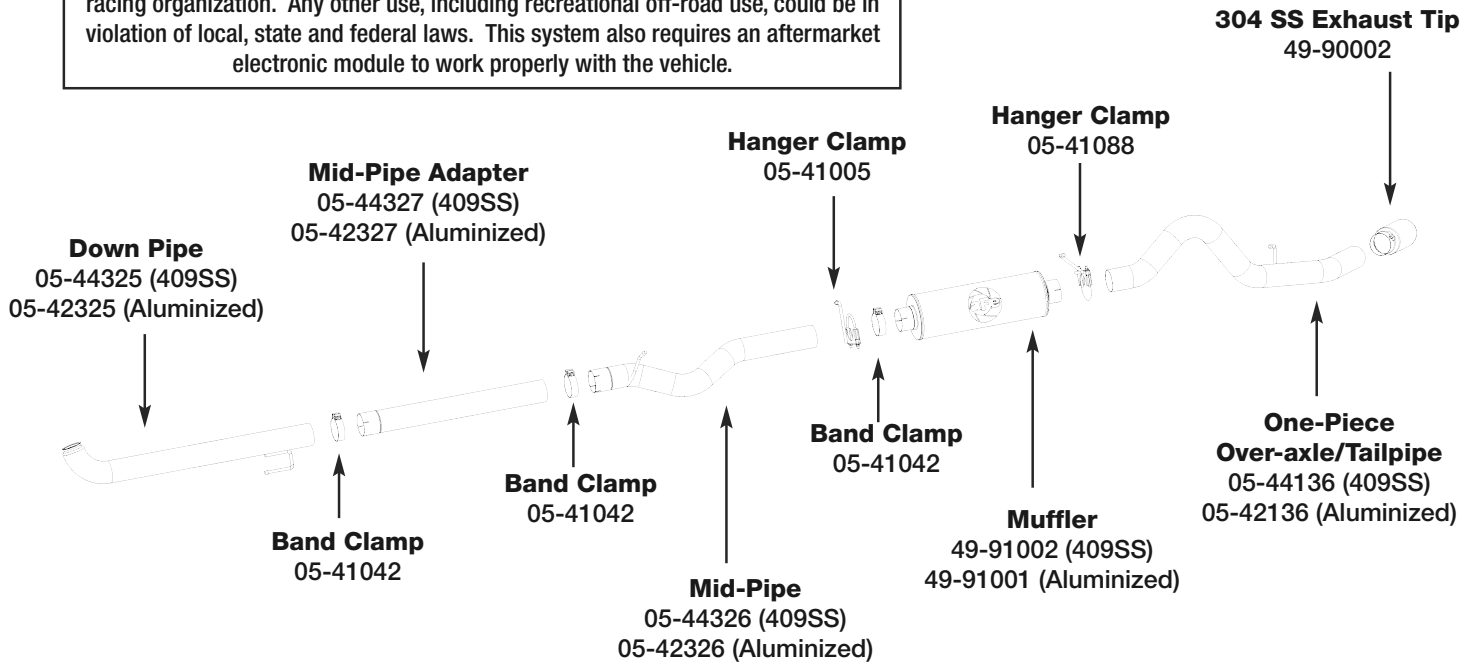 racing organization. Any other use, including recreational off-road use, could be in
violation of local, state and federal laws. This system also requires an aftermarket
electronic module to work properly with the vehicle.
304 SS Exhaust Tip
49-90002
Hanger Clamp
05-41088
Hanger Clamp
05-41005
Mid-Pipe Adapter
05-44327 (409SS)
05-42327 (Aluminized)
Down Pipe
05-44325 (409SS)
05-42325 (Aluminized)
Band Clamp
05-41042
Band Clamp
05-41042
Band Clamp
05-41042
Mid-Pipe
05-44326 (409SS)
05-42326 (Aluminized)
Muffler
49-91002 (409SS)
49-91001 (Aluminized)
One-Piece
Over-axle/Tailpipe
05-44136 (409SS)
05-42136 (Aluminized)